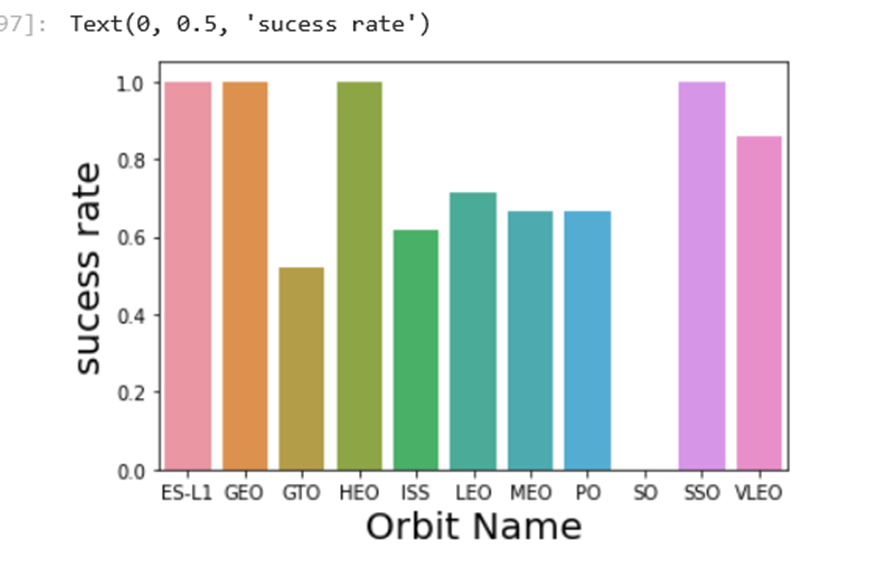 97]: Text(0, 0.5, 'sucess rate')
1.0
0.8
0.6
0.4
0.2
0.0
sucess rate
ES-L1 GEO GTO HEO ISS LEO MEO PO SO SSO VLEO
Orbit Name